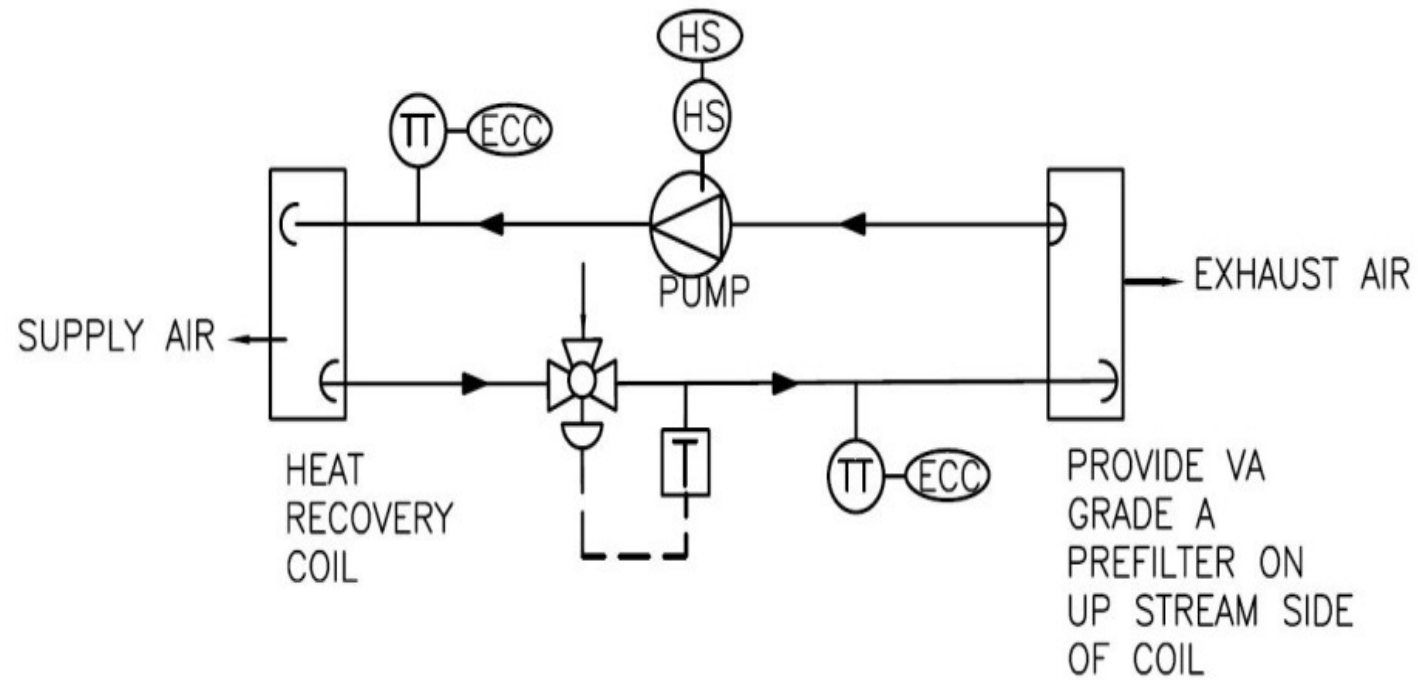 HS
HS
TT
ECC
PUMP
EXHAUST AIR
SUPPLY AIR
T
TT
ECC
HEAT
RECOVERY
COIL
PROVIDE VA
GRADE A
PREFILTER ON
UP STREAM SIDE
OF COIL